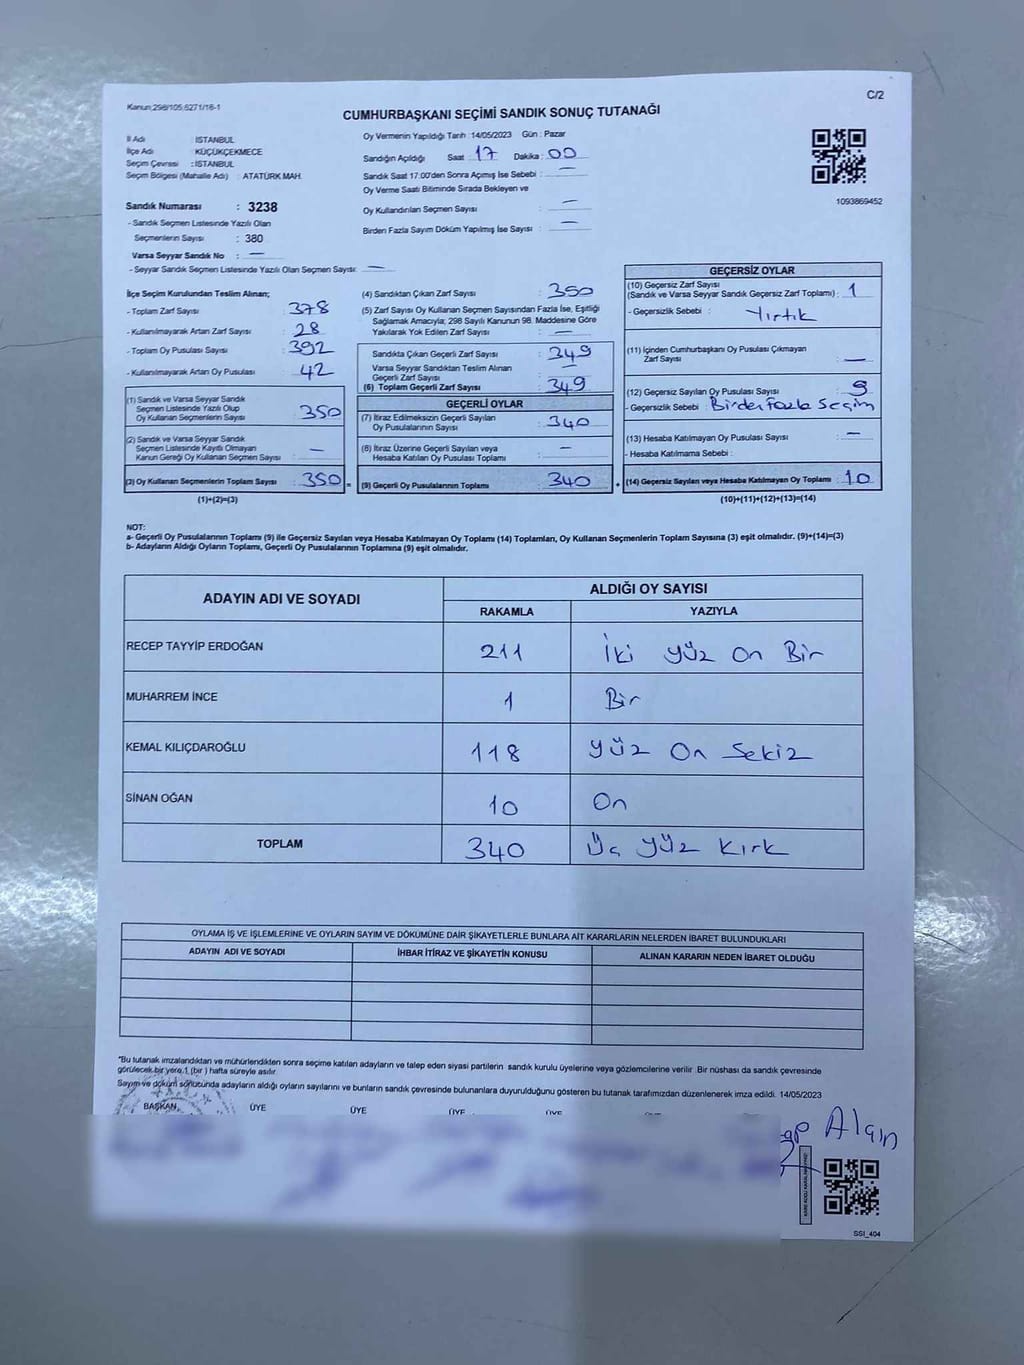 Kanun:298/105,6271/16-1
C/2
CUMHURBAŞKANI SEÇİMİ SANDIK SONUÇ TUTANAĞI
İl Adı : İSTANBUL
İlçe Adı : KÜÇÜKÇEKMECE
Seçim Çevresi : İSTANBUL
Seçim Bölgesi (Mahalle Adı) : ATATÜRK MAH.
Sandık Numarası : 3238
- Sandık Seçmen Listesinde Yazılı Olan
Seçmenlerin Sayısı : 380
Varsa Seyyar Sandık No : —
- Seyyar Sandık Seçmen Listesinde Yazılı Olan Seçmen Sayısı: —
Oy Vermenin Yapıldığı Tarih :14/05/2023 Gün : Pazar
Sandığın Açıldığı Saat : 17 Dakika : 00
Sandık Saat 17.00'den Sonra Açımış İse Sebebi : —
Oy Verme Saati Bitiminde Sırada Bekleyen ve
Oy Kullandırılan Seçmen Sayısı : —
Birden Fazla Sayım Döküm Yapılmış İse Sayısı : —
1093869452
İlçe Seçim Kurulundan Teslim Alınan;
- Toplam Zarf Sayısı : 378
- Kullanılmayarak Artan Zarf Sayısı : 28
- Toplam Oy Pusulası Sayısı : 392
- Kullanılmayarak Artan Oy Pusulası : 42
(1) Sandık ve Varsa Seyyar Sandık
Seçmen Listesinde Yazılı Olup
Oy Kullanan Seçmenlerin Sayısı : 350
(2) Sandık ve Varsa Seyyar Sandık
Seçmen Listesinde Kayıtlı Olmayan
Kanun Gereği Oy Kullanan Seçmen Sayısı : —
(3) Oy Kullanan Seçmenlerin Toplam Sayısı : 350
(1)+(2)=(3)
(4) Sandıktan Çıkan Zarf Sayısı : 350
(5) Zarf Sayısı Oy Kullanan Seçmen Sayısından Fazla İse, Eşitliği
Sağlamak Amacıyla; 298 Sayılı Kanunun 98. Maddesine Göre
Yakılarak Yok Edilen Zarf Sayısı : —
Sandıkta Çıkan Geçerli Zarf Sayısı : 349
Varsa Seyyar Sandıktan Teslim Alınan
Geçerli Zarf Sayısı : —
(6) Toplam Geçerli Zarf Sayısı : 349
GEÇERLİ OYLAR
(7) İtiraz Edilmeksizin Geçerli Sayılan
Oy Pusulalarının Sayısı : 340
(8) İtiraz Üzerine Geçerli Sayılan veya
Hesaba Katılan Oy Pusulası Toplamı : —
= (9) Geçerli Oy Pusulalarının Toplamı : 340 +
GEÇERSİZ OYLAR
(10) Geçersiz Zarf Sayısı
(Sandık ve Varsa Seyyar Sandık Geçersiz Zarf Toplamı) : 1
- Geçersizlik Sebebi : Yırtık
(11) İçinden Cumhurbaşkanı Oy Pusulası Çıkmayan
Zarf Sayısı : —
(12) Geçersiz Sayılan Oy Pusulası Sayısı : 9
- Geçersizlik Sebebi : Birden Fazla Seçim
(13) Hesaba Katılmayan Oy Pusulası Sayısı : —
- Hesaba Katılmama Sebebi :
(14) Geçersiz Sayılan veya Hesaba Katılmayan Oy Toplamı : 10
(10)+(11)+(12)+(13)=(14)
NOT:
a- Geçerli Oy Pusulalarının Toplamı (9) ile Geçersiz Sayılan veya Hesaba Katılmayan Oy Toplamı (14) Toplamları, Oy Kullanan Seçmenlerin Toplam Sayısına (3) eşit olmalıdır. (9)+(14)=(3)
b- Adayların Aldığı Oyların Toplamı, Geçerli Oy Pusulalarının Toplamına (9) eşit olmalıdır.
ADAYIN ADI VE SOYADI
ALDIĞI OY SAYISI
RAKAMLA YAZIYLA
RECEP TAYYİP ERDOĞAN 211 İki yüz On Bir
MUHARREM İNCE 1 Bir
KEMAL KILIÇDAROĞLU 118 yüz On Sekiz
SİNAN OĞAN 10 On
TOPLAM 340 Üç yüz Kırk
OYLAMA İŞ VE İŞLEMLERİNE VE OYLARIN SAYIM VE DÖKÜMÜNE DAİR ŞİKAYETLERLE BUNLARA AİT KARARLARIN NELERDEN İBARET BULUNDUKLARI
ADAYIN ADI VE SOYADI İHBAR İTİRAZ VE ŞİKAYETİN KONUSU ALINAN KARARIN NEDEN İBARET OLDUĞU
*Bu tutanak imzalandıktan ve mühürlendikten sonra seçime katılan adayların ve talep eden siyasi partilerin sandık kurulu üyelerine veya gözlemcilerine verilir. Bir nüshası da sandık çevresinde
görülecek bir yere 1 (bir ) hafta süreyle asılır.
Sayım ve döküm sonucunda adayların aldığı oyların sayılarını ve bunların sandık çevresinde bulunanlara duyurulduğunu gösteren bu tutanak tarafımızdan düzenlenerek imza edildi. 14/05/2023
BAŞKAN ÜYE ÜYE ÜYE ÜYE
Alçın
SSİ_404